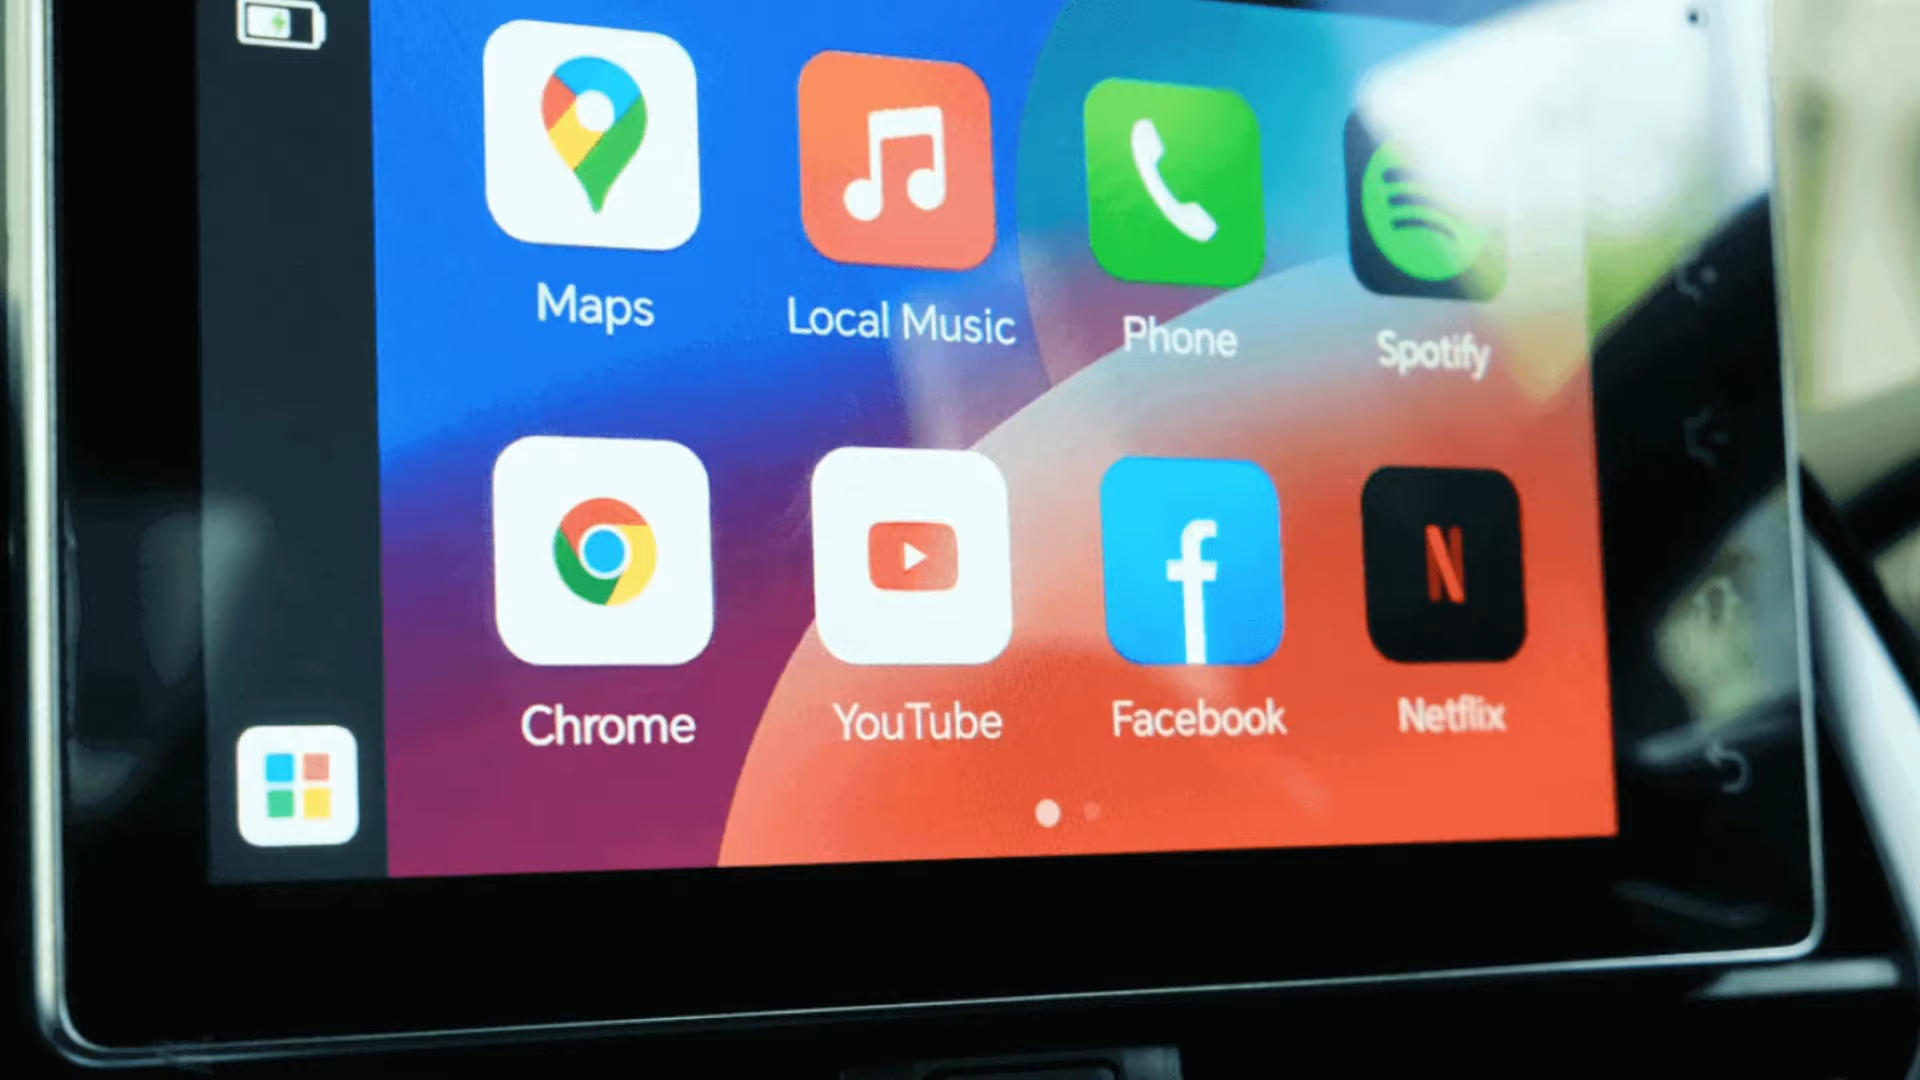 Maps
Local Music
Phone
Spotify
Chrome
YouTube
Facebook
Netflix